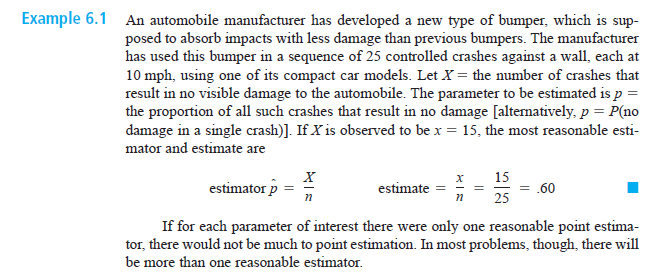 Example 6.1 An automobile manufacturer has developed a new type of bumper, which is sup-
posed to absorb impacts with less damage than previous bumpers. The manufacturer
has used this bumper in a sequence of 25 controlled crashes against a wall, each at
10 mph, using one of its compact car models. Let X = the number of crashes that
result in no visible damage to the automobile. The parameter to be estimated is p =
the proportion of all such crashes that result in no damage [alternatively, p = P(no
damage in a single crash)]. If X is observed to be x = 15, the most reasonable esti-
mator and estimate are
estimator p̂ = X/n estimate = x/n = 15/25 = .60
If for each parameter of interest there were only one reasonable point estima-
tor, there would not be much to point estimation. In most problems, though, there will
be more than one reasonable estimator.